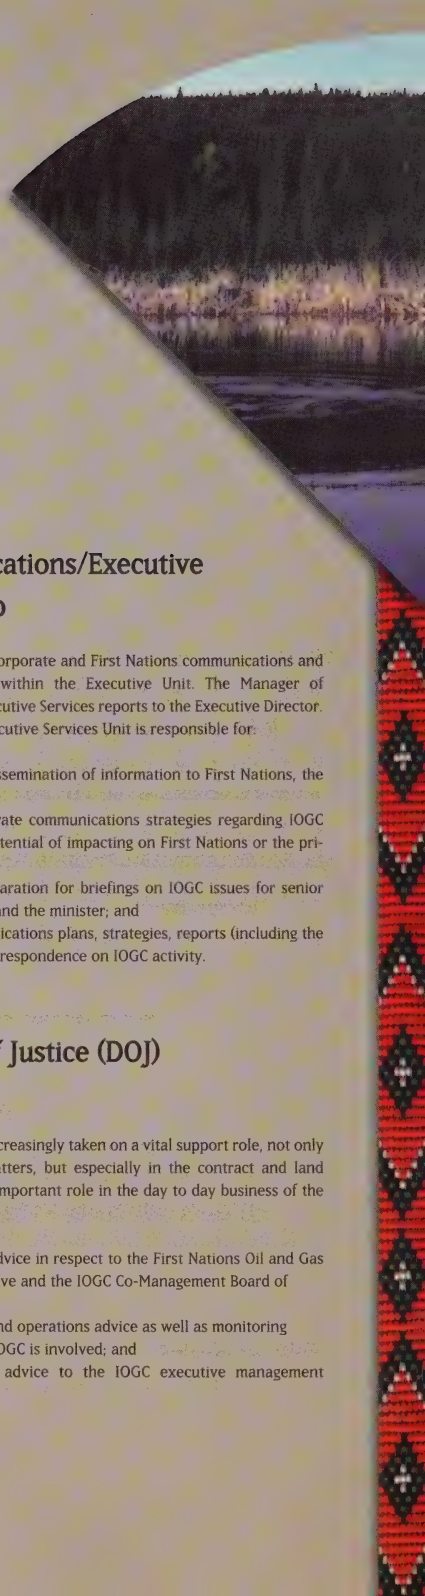 cations/Executive
orporate and First Nations communications and
within the Executive Unit. The Manager of
cutive Services reports to the Executive Director.
cutive Services Unit is responsible for:
ssemination of information to First Nations, the
rate communications strategies regarding IOGC
tential of impacting on First Nations or the pri-
aration for briefings on IOGC issues for senior
and the minister; and
ications plans, strategies, reports (including the
respondence on IOGC activity.
f Justice (DOJ)
creasingly taken on a vital support role, not only
tters, but especially in the contract and land
mportant role in the day to day business of the
dvice in respect to the First Nations Oil and Gas
ve and the IOGC Co-Management Board of
nd operations advice as well as monitoring
OGC is involved; and
advice to the IOGC executive management